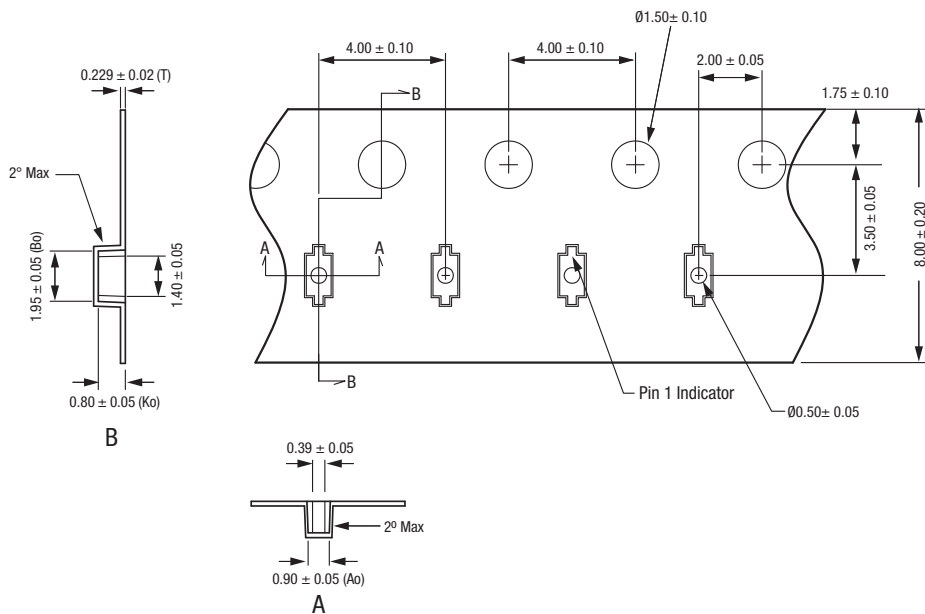 Ø1.50± 0.10
4.00 ± 0.10
4.00 ± 0.10
2.00 ± 0.05
0.229 ± 0.02 (T)
B
1.75 ± 0.10
2° Max
A
A
3.50 ± 0.05
8.00 ± 0.20
1.95 ± 0.05 (Bo)
1.40 ± 0.05
B
Pin 1 Indicator
0.80 ± 0.05 (Ko)
Ø0.50± 0.05
B
0.39 ± 0.05
2º Max
0.90 ± 0.05 (Ao)
A